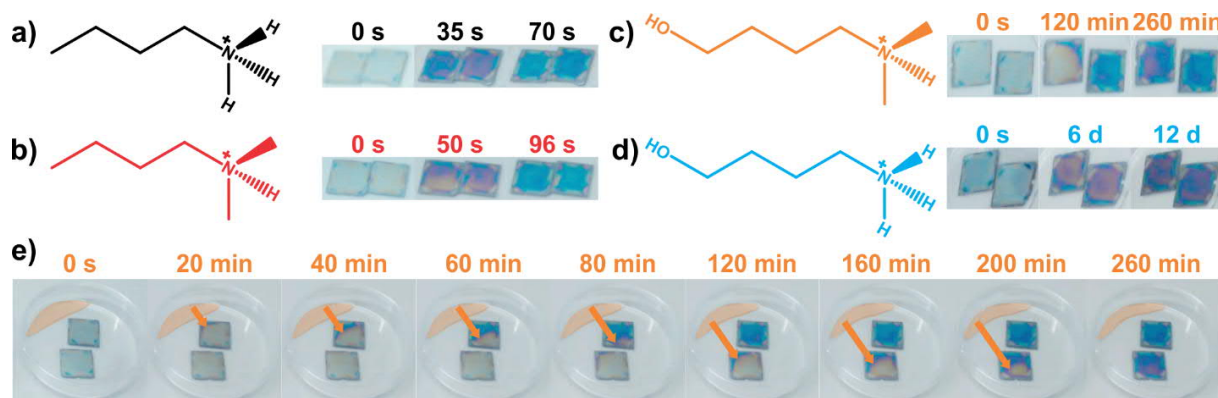 a)
0 s 35 s 70 s
H
N
+
H
H
b)
0 s 50 s 96 s
N
+
H
c)
0 s 120 min 260 min
HO
N
+
H
d)
0 s 6 d 12 d
HO
N
+
H
H
H
e)
0 s 20 min 40 min 60 min 80 min 120 min 160 min 200 min 260 min